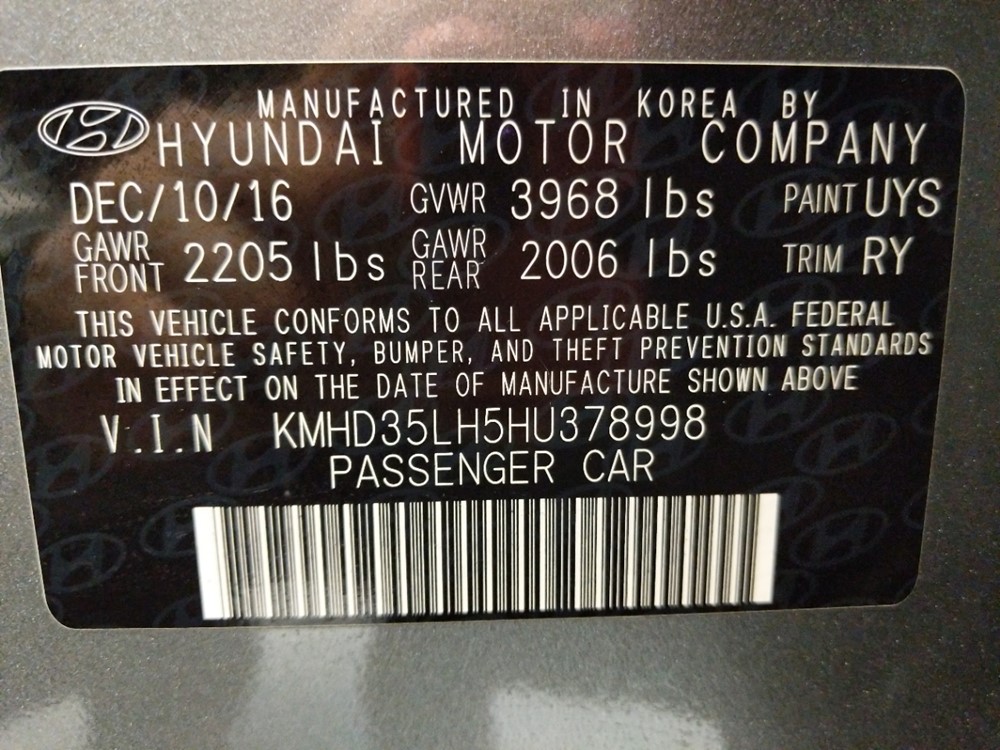 MANUFACTURED IN KOREA BY
HYUNDAI MOTOR COMPANY
DEC/10/16 GVWR 3968 lbs PAINT UYS
GAWR FRONT 2205 lbs GAWR REAR 2006 lbs TRIM RY
THIS VEHICLE CONFORMS TO ALL APPLICABLE U.S.A. FEDERAL
MOTOR VEHICLE SAFETY, BUMPER, AND THEFT PREVENTION STANDARDS
IN EFFECT ON THE DATE OF MANUFACTURE SHOWN ABOVE
V.I.N KMHD35LH5HU378998
PASSENGER CAR